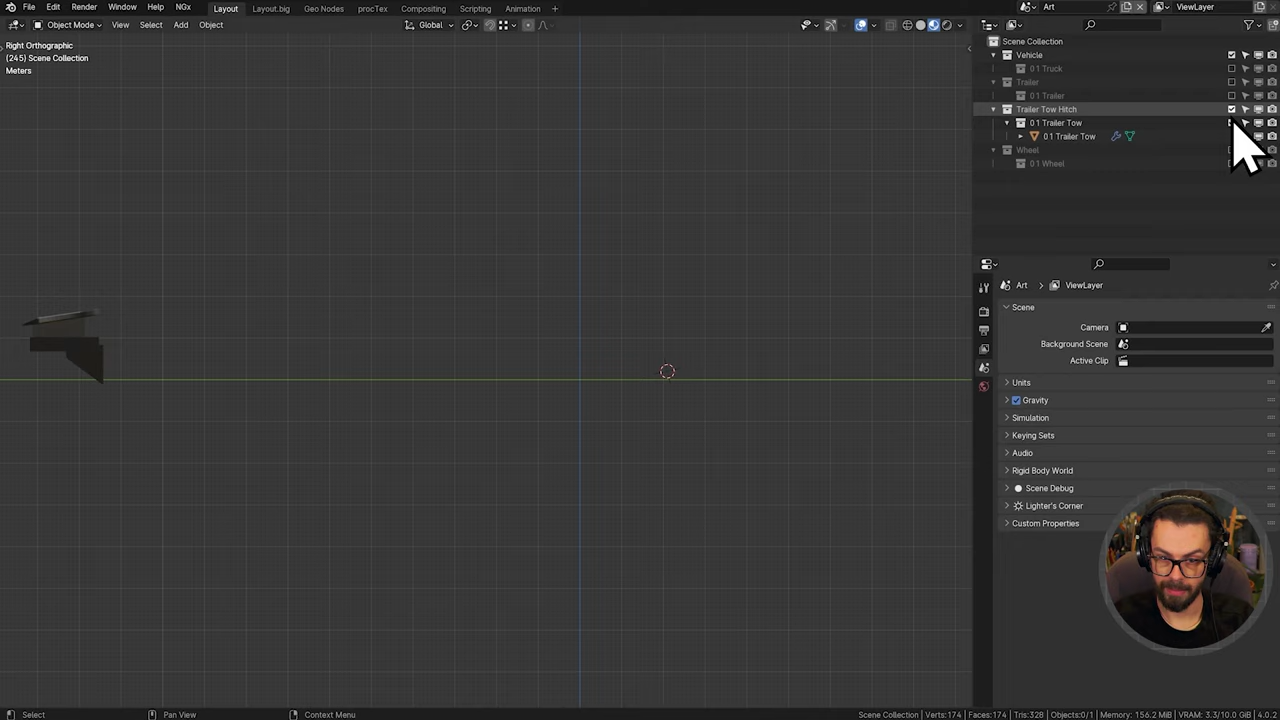 File Edit Render Window Help NGx Layout Layout.big Geo Nodes procTex Compositing Scripting Animation + Art ViewLayer
Object Mode View Select Add Object Global
Right Orthographic
(245) Scene Collection
Meters
Scene Collection
Vehicle
01 Truck
Trailer
01 Trailer
Trailer Tow Hitch
01 Trailer Tow
01 Trailer Tow
Wheel
01 Wheel
Art > ViewLayer
Scene
Camera
Background Scene
Active Clip
Units
Gravity
Simulation
Keying Sets
Audio
Rigid Body World
Scene Debug
Lighter's Corner
Custom Properties
Select Pan View Context Menu Scene Collection | Verts:174 | Faces:174 | Tris:328 | Objects:0/1 | Memory: 156.2 MiB | VRAM: 3.3/10.0 GiB | 4.0.2